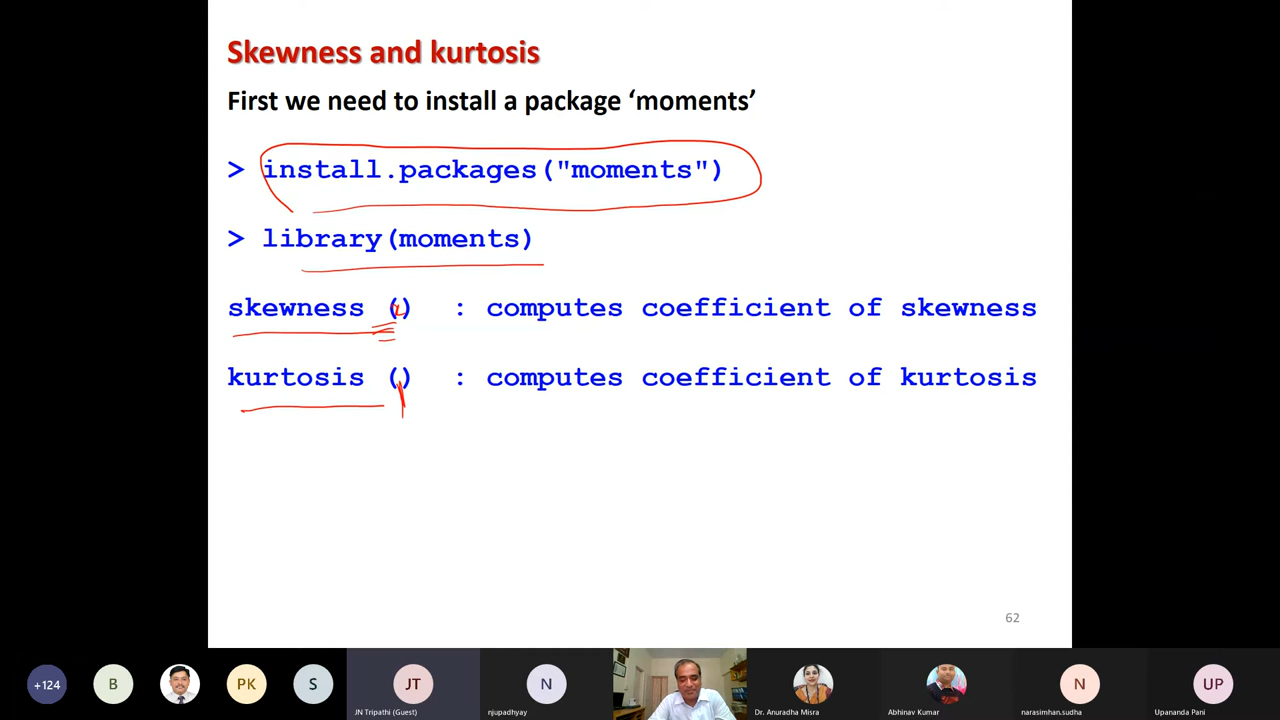 Skewness and kurtosis
First we need to install a package ‘moments’
> install.packages("moments")
> library(moments)
skewness () : computes coefficient of skewness
kurtosis () : computes coefficient of kurtosis
62
+124
B
PK
S
JT
N
N
UP
JN Tripathi (Guest)
njupadhyay
Dr. Anuradha Misra
Abhinav Kumar
narasimhan.sudha
Upananda Pani